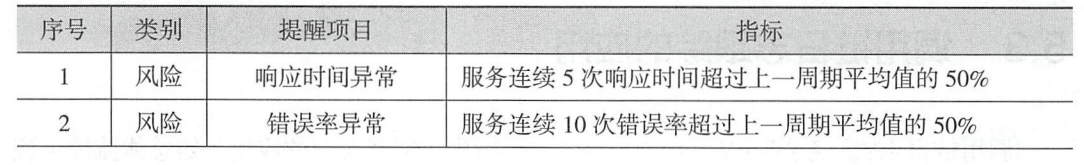 序号 类别 提醒项目 指标
1 风险 响应时间异常 服务连续 5 次响应时间超过上一周期平均值的 50%
2 风险 错误率异常 服务连续 10 次错误率超过上一周期平均值的 50%